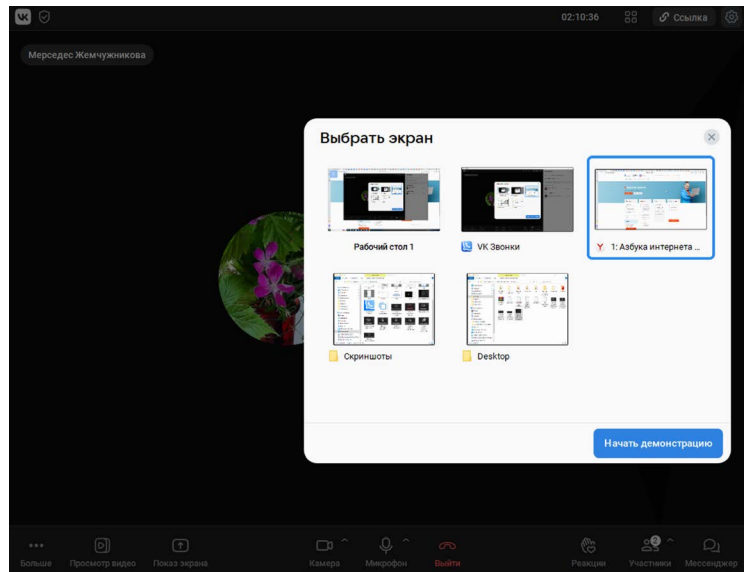 02:10:36
Ссылка
Мерседес Жемчужникова
Выбрать экран
Рабочий стол 1
VK Звонки
1: Азбука интернета ...
Скриншоты
Desktop
Начать демонстрацию
2
Больше
Просмотр видео
Показ экрана
Камера
Микрофон
Выйти
Реакции
Участники
Мессенджер